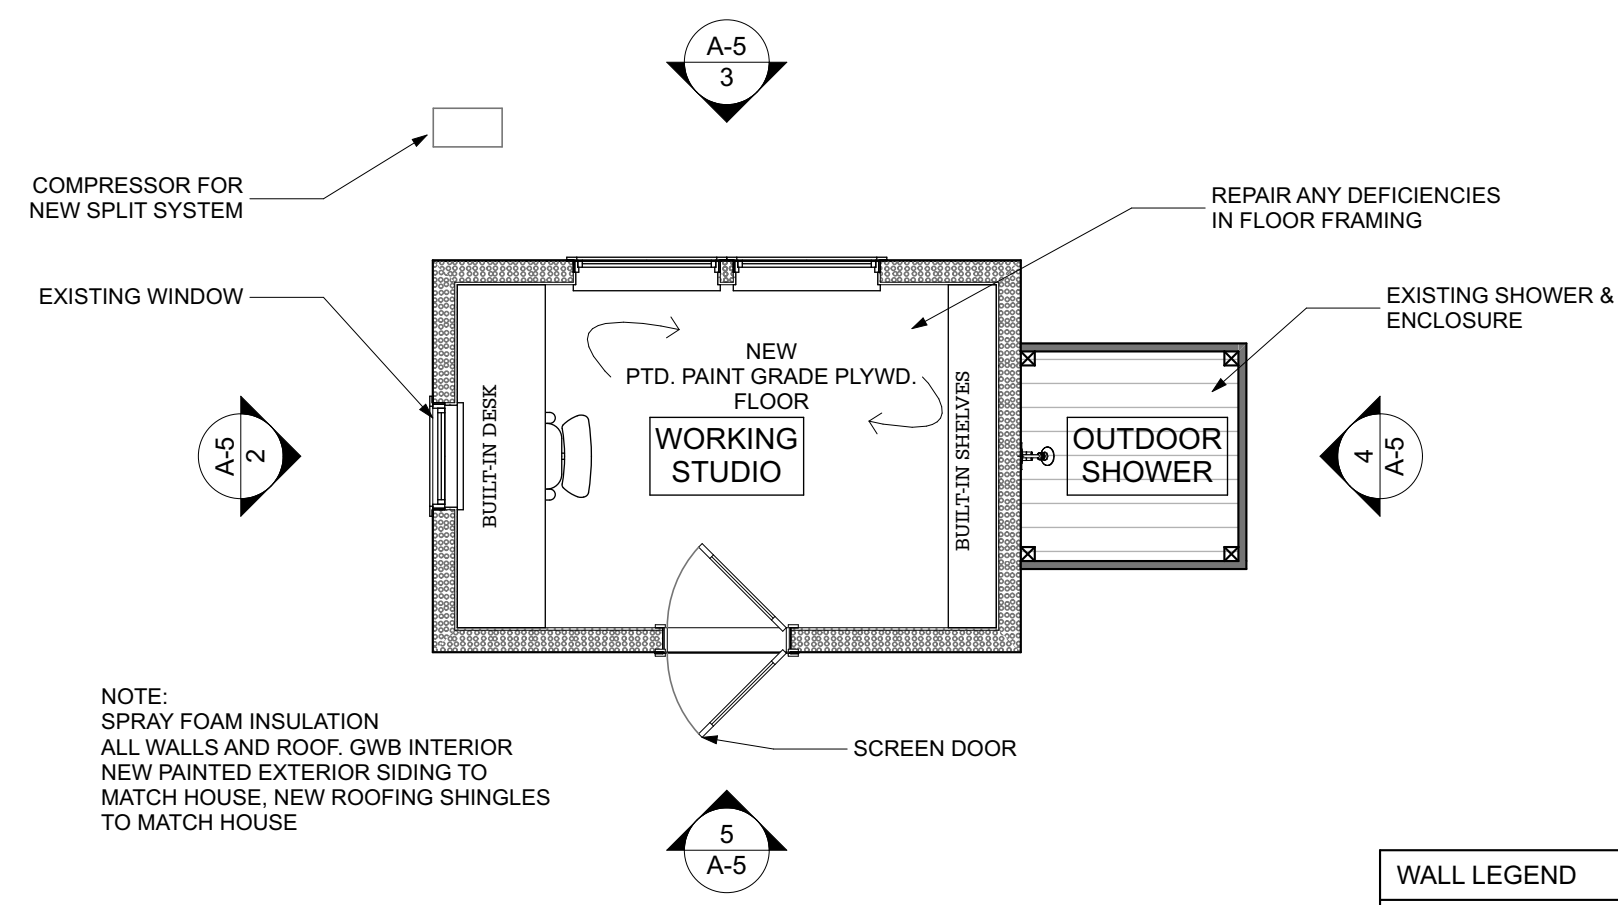 A-5
3
COMPRESSOR FOR
NEW SPLIT SYSTEM
REPAIR ANY DEFICIENCIES
IN FLOOR FRAMING
EXISTING WINDOW
EXISTING SHOWER &
ENCLOSURE
NEW
PTD. PAINT GRADE PLYWD.
FLOOR
A-5
2
BUILT-IN DESK
WORKING
STUDIO
BUILT-IN SHELVES
OUTDOOR
SHOWER
4
A-5
NOTE:
SPRAY FOAM INSULATION
ALL WALLS AND ROOF. GWB INTERIOR
NEW PAINTED EXTERIOR SIDING TO
MATCH HOUSE, NEW ROOFING SHINGLES
TO MATCH HOUSE
SCREEN DOOR
5
A-5
WALL LEGEND